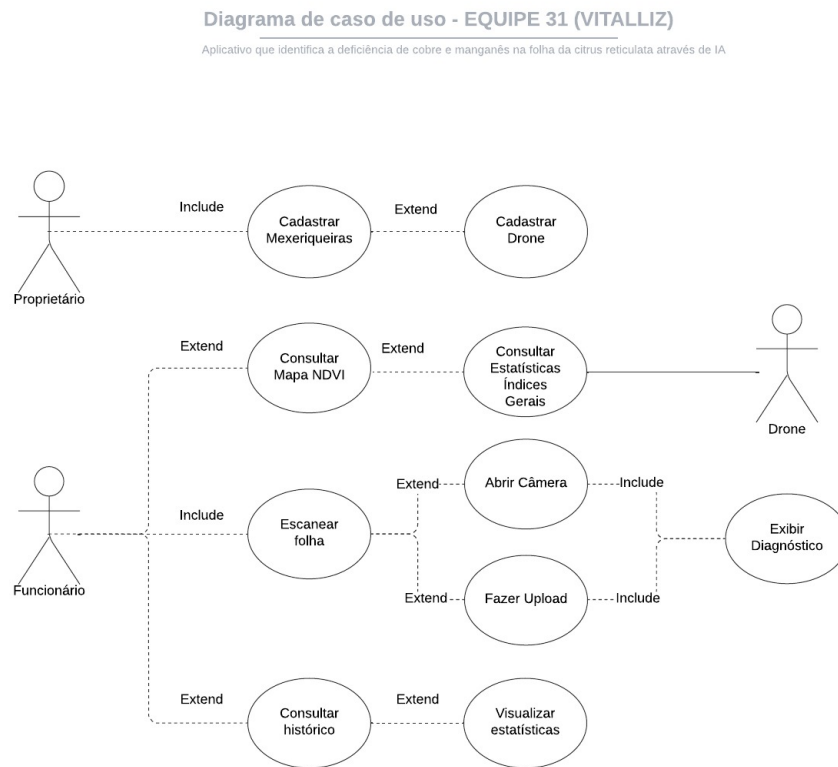 Diagrama de caso de uso - EQUIPE 31 (VITALLIZ)
Aplicativo que identifica a deficiência de cobre e manganês na folha da citrus reticulata através de IA
Include
Cadastrar
Mexeriqueiras
Extend
Cadastrar
Drone
Proprietário
Extend
Consultar
Mapa NDVI
Extend
Consultar
Estatísticas
Índices
Gerais
Drone
Include
Escanear
folha
Extend
Abrir Câmera
Include
Exibir
Diagnóstico
Extend
Fazer Upload
Include
Funcionário
Extend
Consultar
histórico
Extend
Visualizar
estatísticas